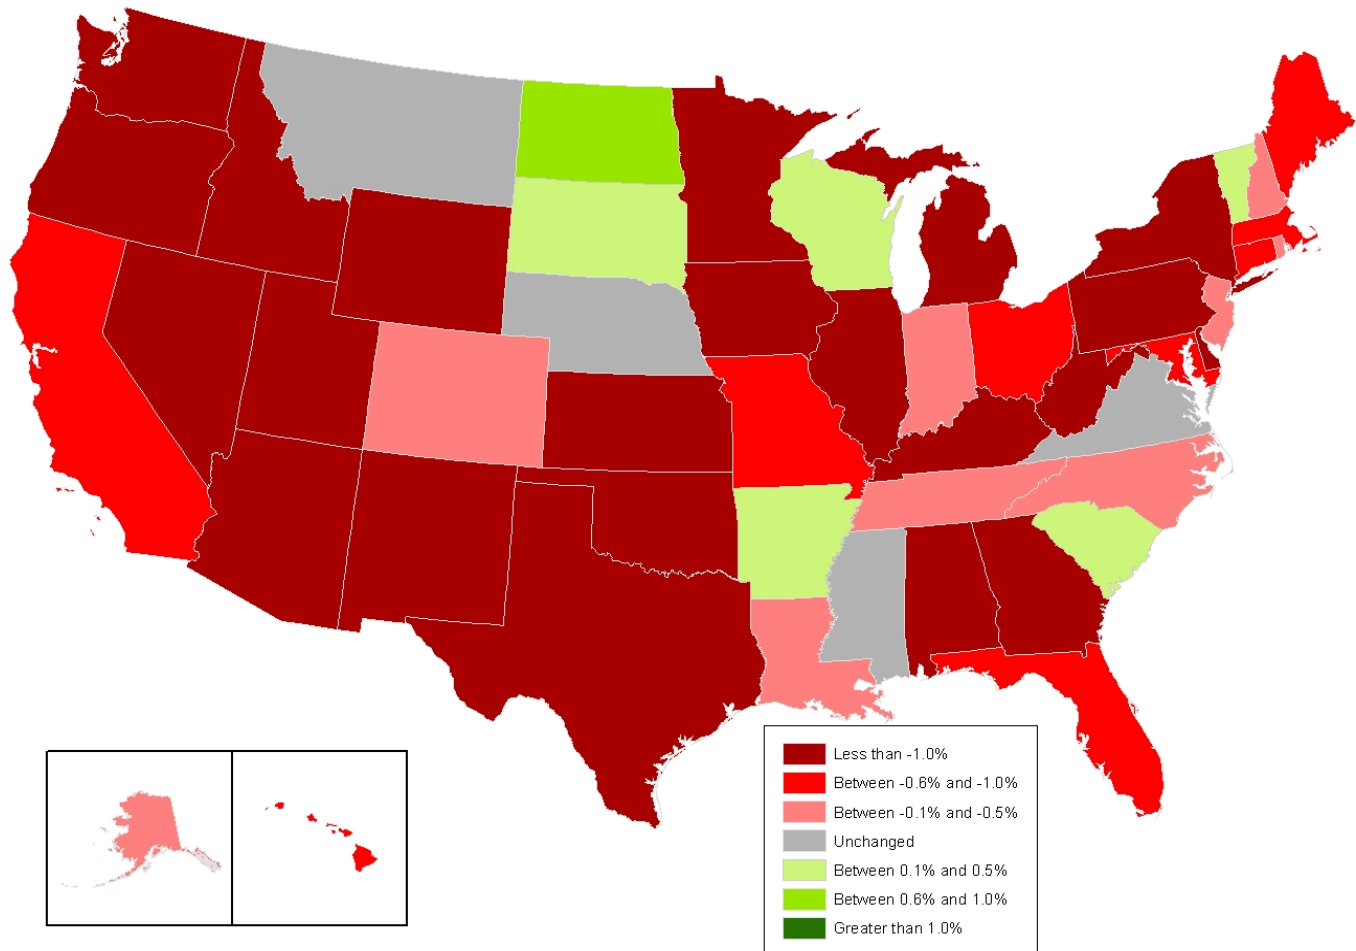 Less than -1.0%
Between -0.6% and -1.0%
Between -0.1% and -0.5%
Unchanged
Between 0.1% and 0.5%
Between 0.6% and 1.0%
Greater than 1.0%